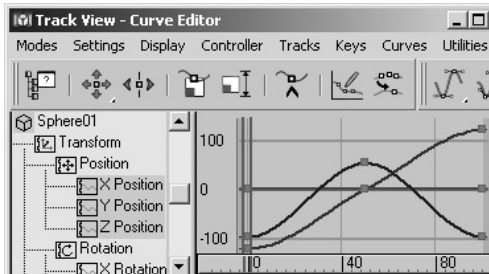 Track View - Curve Editor
Modes Settings Display Controller Tracks Keys Curves Utilities
Sphere01
Transform
Position
X Position
Y Position
Z Position
Rotation
X Rotation
100
0
-100
0 40 80